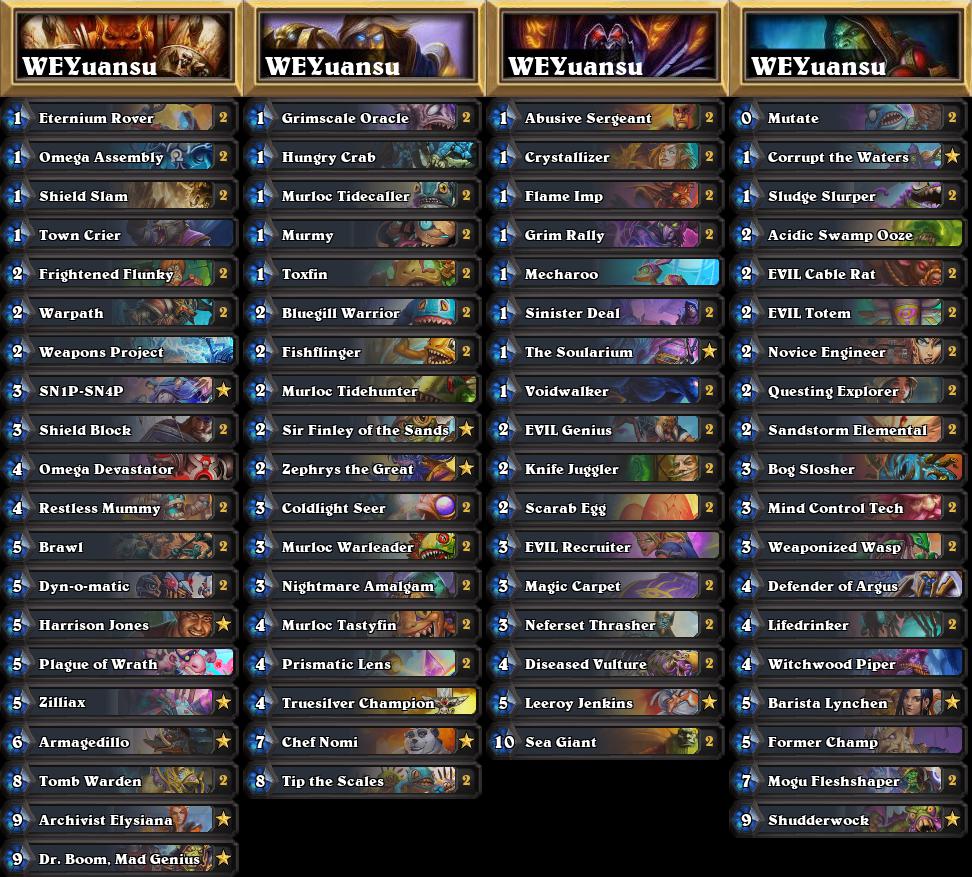 WEYuansu
1 Eternium Rover 2
1 Omega Assembly 2
1 Shield Slam 2
1 Town Crier
2 Frightened Flunky 2
2 Warpath 2
2 Weapons Project
3 SN1P-SN4P
3 Shield Block 2
4 Omega Devastator 2
4 Restless Mummy 2
5 Brawl 2
5 Dyn-o-matic 2
5 Harrison Jones
5 Plague of Wrath
5 Zilliax
6 Armagedillo
8 Tomb Warden 2
9 Archivist Elysiana
9 Dr. Boom, Mad Genius
WEYuansu
1 Grimscale Oracle 2
1 Hungry Crab
1 Murloc Tidecaller 2
1 Murmy 2
1 Toxfin 2
2 Bluegill Warrior 2
2 Fishflinger 2
2 Murloc Tidehunter
2 Sir Finley of the Sands
2 Zephrys the Great
3 Coldlight Seer 2
3 Murloc Warleader 2
3 Nightmare Amalgam 2
4 Murloc Tastyfin 2
4 Prismatic Lens 2
4 Truesilver Champion
7 Chef Nomi
8 Tip the Scales 2
WEYuansu
1 Abusive Sergeant 2
1 Crystallizer 2
1 Flame Imp 2
1 Grim Rally 2
1 Mecharoo
1 Sinister Deal 2
1 The Soularium
1 Voidwalker 2
2 EVIL Genius 2
2 Knife Juggler 2
2 Scarab Egg 2
3 EVIL Recruiter
3 Magic Carpet 2
3 Neferset Thrasher 2
4 Diseased Vulture 2
5 Leeroy Jenkins
10 Sea Giant 2
WEYuansu
0 Mutate 2
1 Corrupt the Waters
1 Sludge Slurper 2
2 Acidic Swamp Ooze
2 EVIL Cable Rat 2
2 EVIL Totem 2
2 Novice Engineer 2
2 Questing Explorer 2
2 Sandstorm Elemental 2
3 Bog Slosher
3 Mind Control Tech 2
3 Weaponized Wasp 2
4 Defender of Argus
4 Lifedrinker 2
4 Witchwood Piper
5 Barista Lynchen
5 Former Champ
7 Mogu Fleshshaper 2
9 Shudderwock